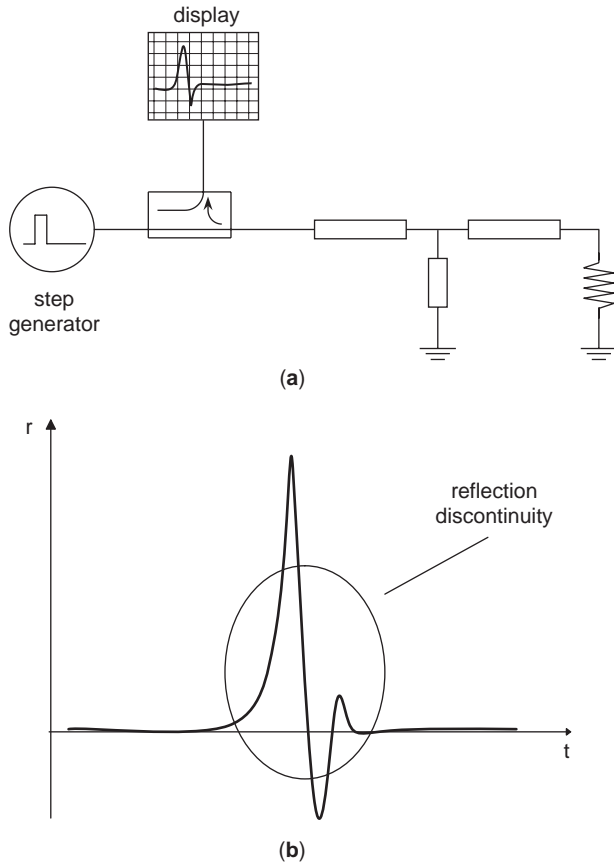 display
step
generator
(a)
r
reflection
discontinuity
t
(b)